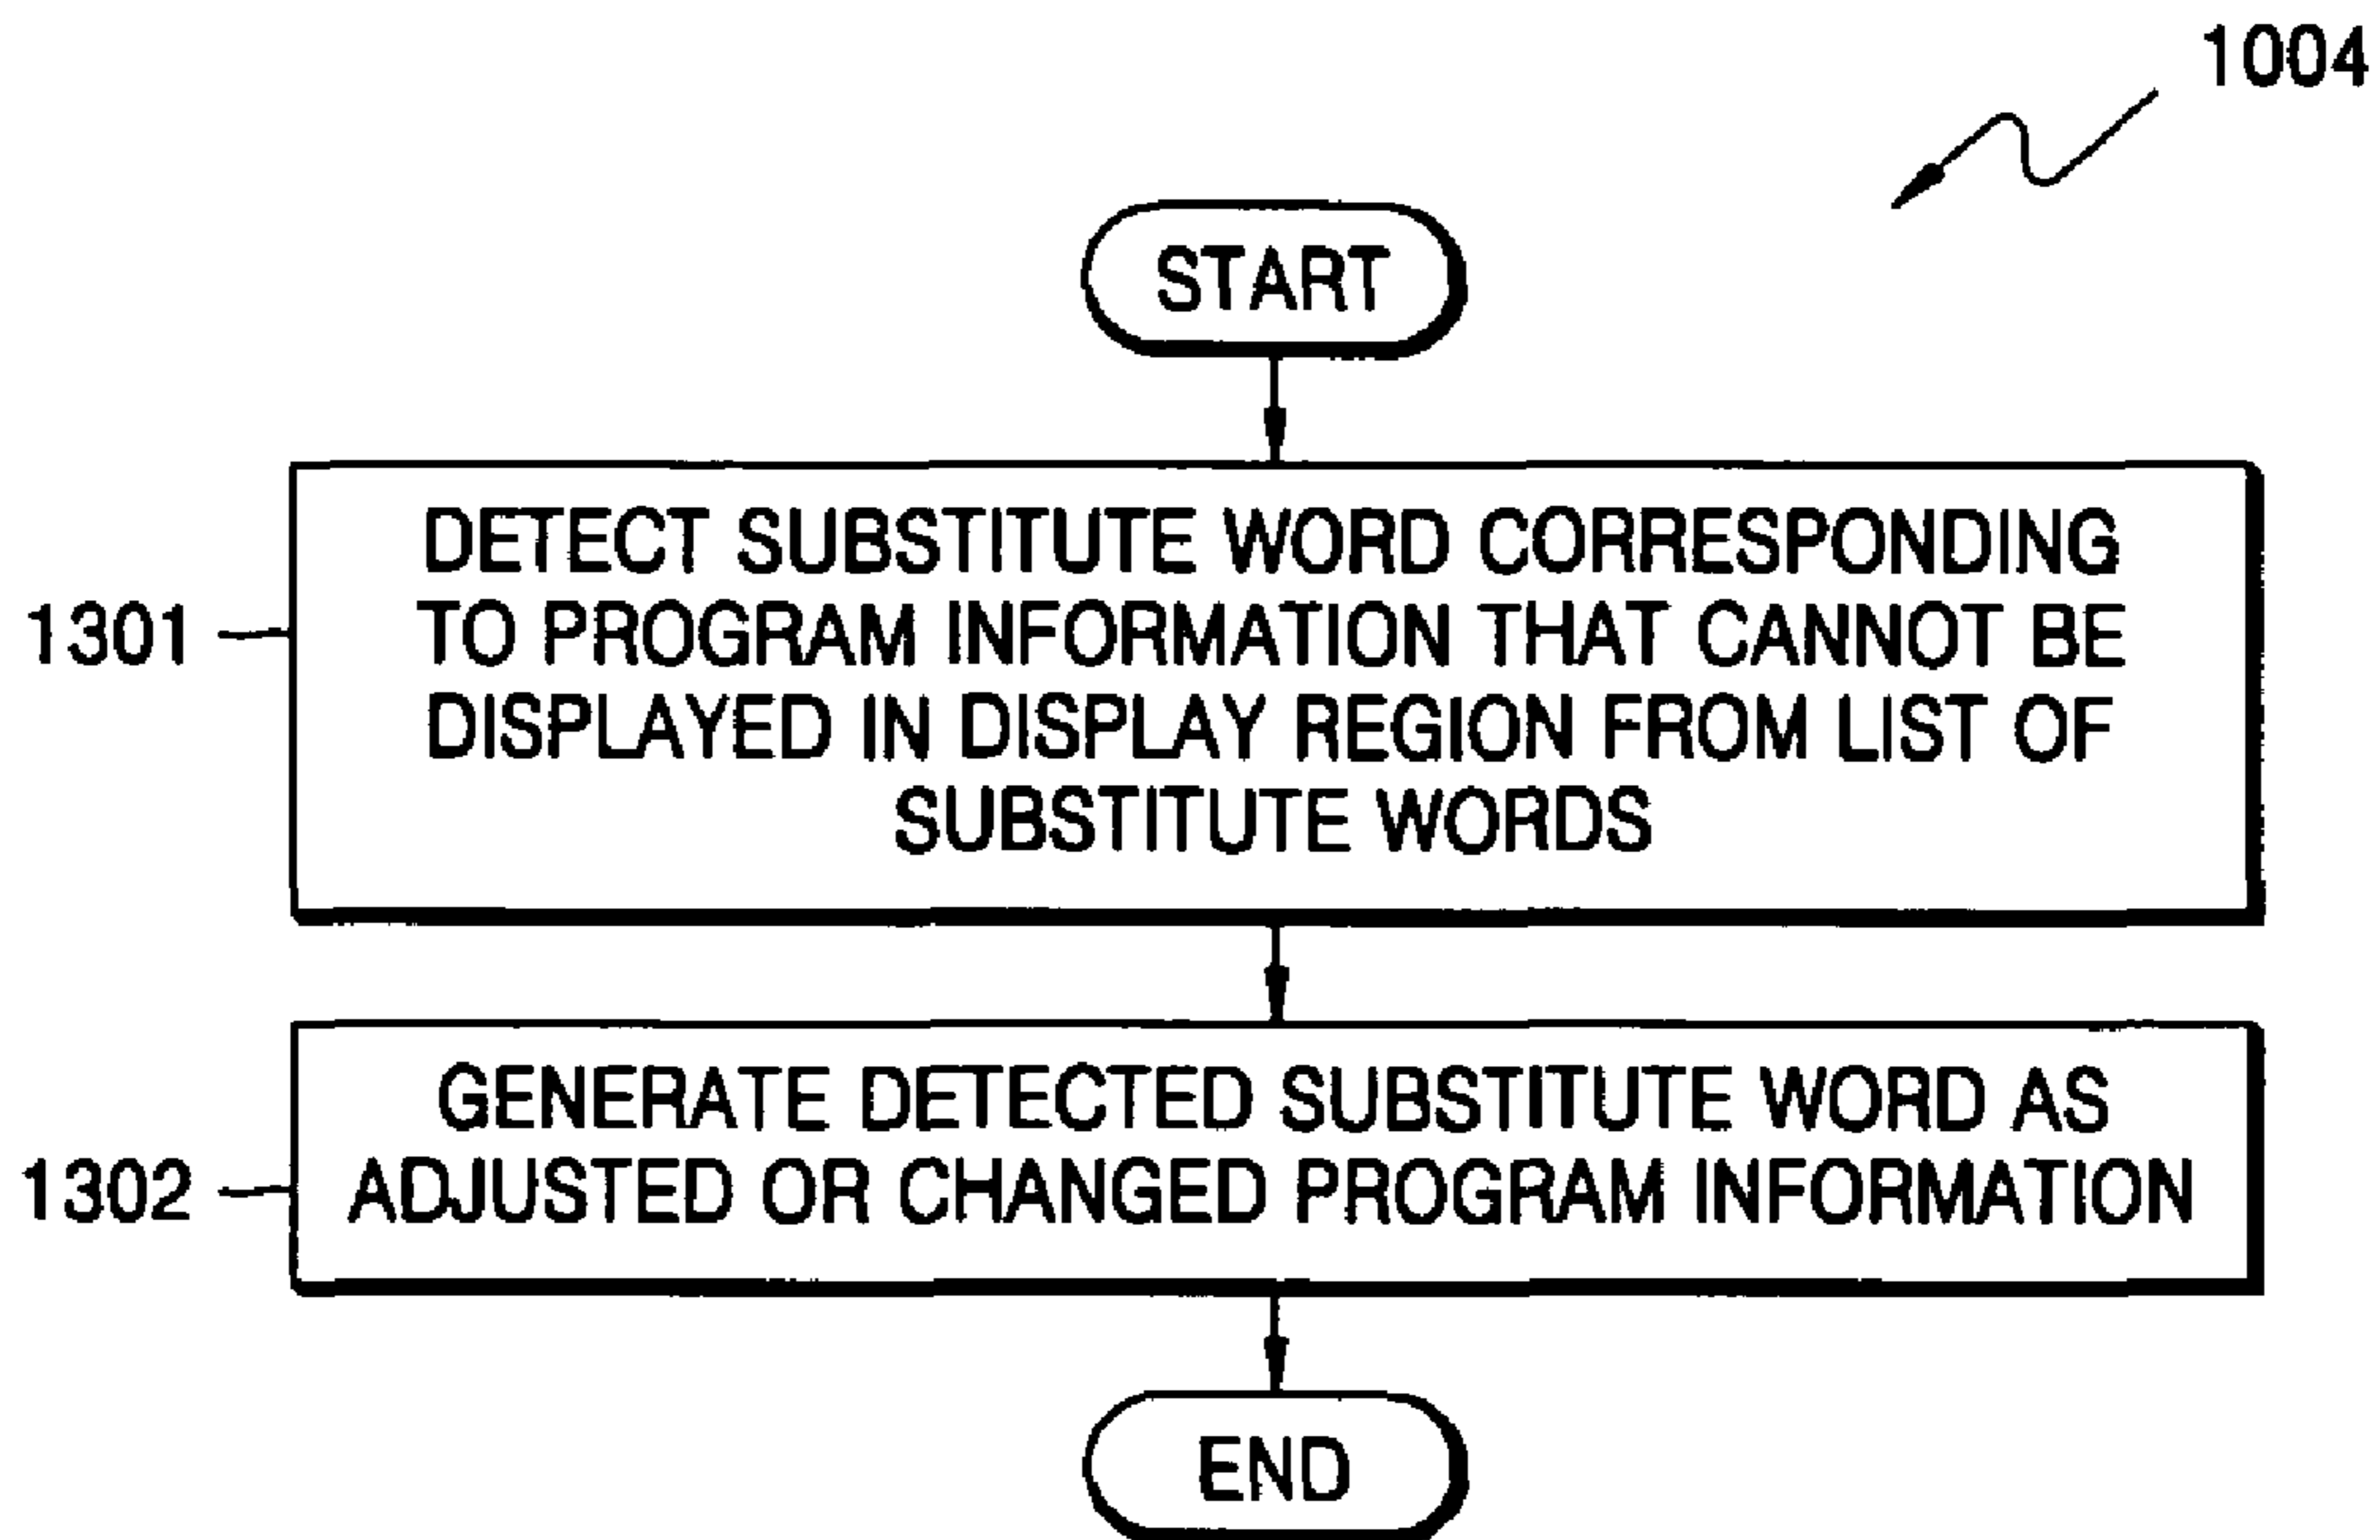 1004
START
1301
DETECT SUBSTITUTE WORD CORRESPONDING
TO PROGRAM INFORMATION THAT CANNOT BE
DISPLAYED IN DISPLAY REGION FROM LIST OF
SUBSTITUTE WORDS
1302
GENERATE DETECTED SUBSTITUTE WORD AS
ADJUSTED OR CHANGED PROGRAM INFORMATION
END